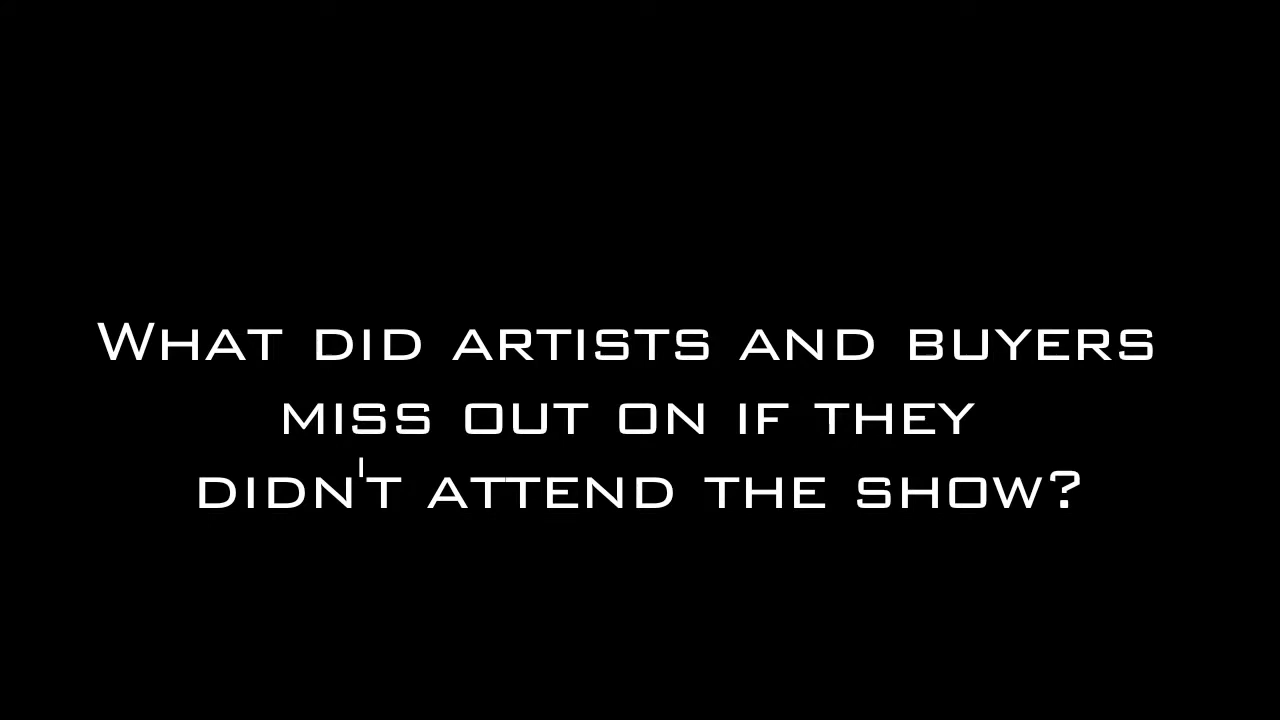 What did artists and buyers
miss out on if they
didn't attend the show?